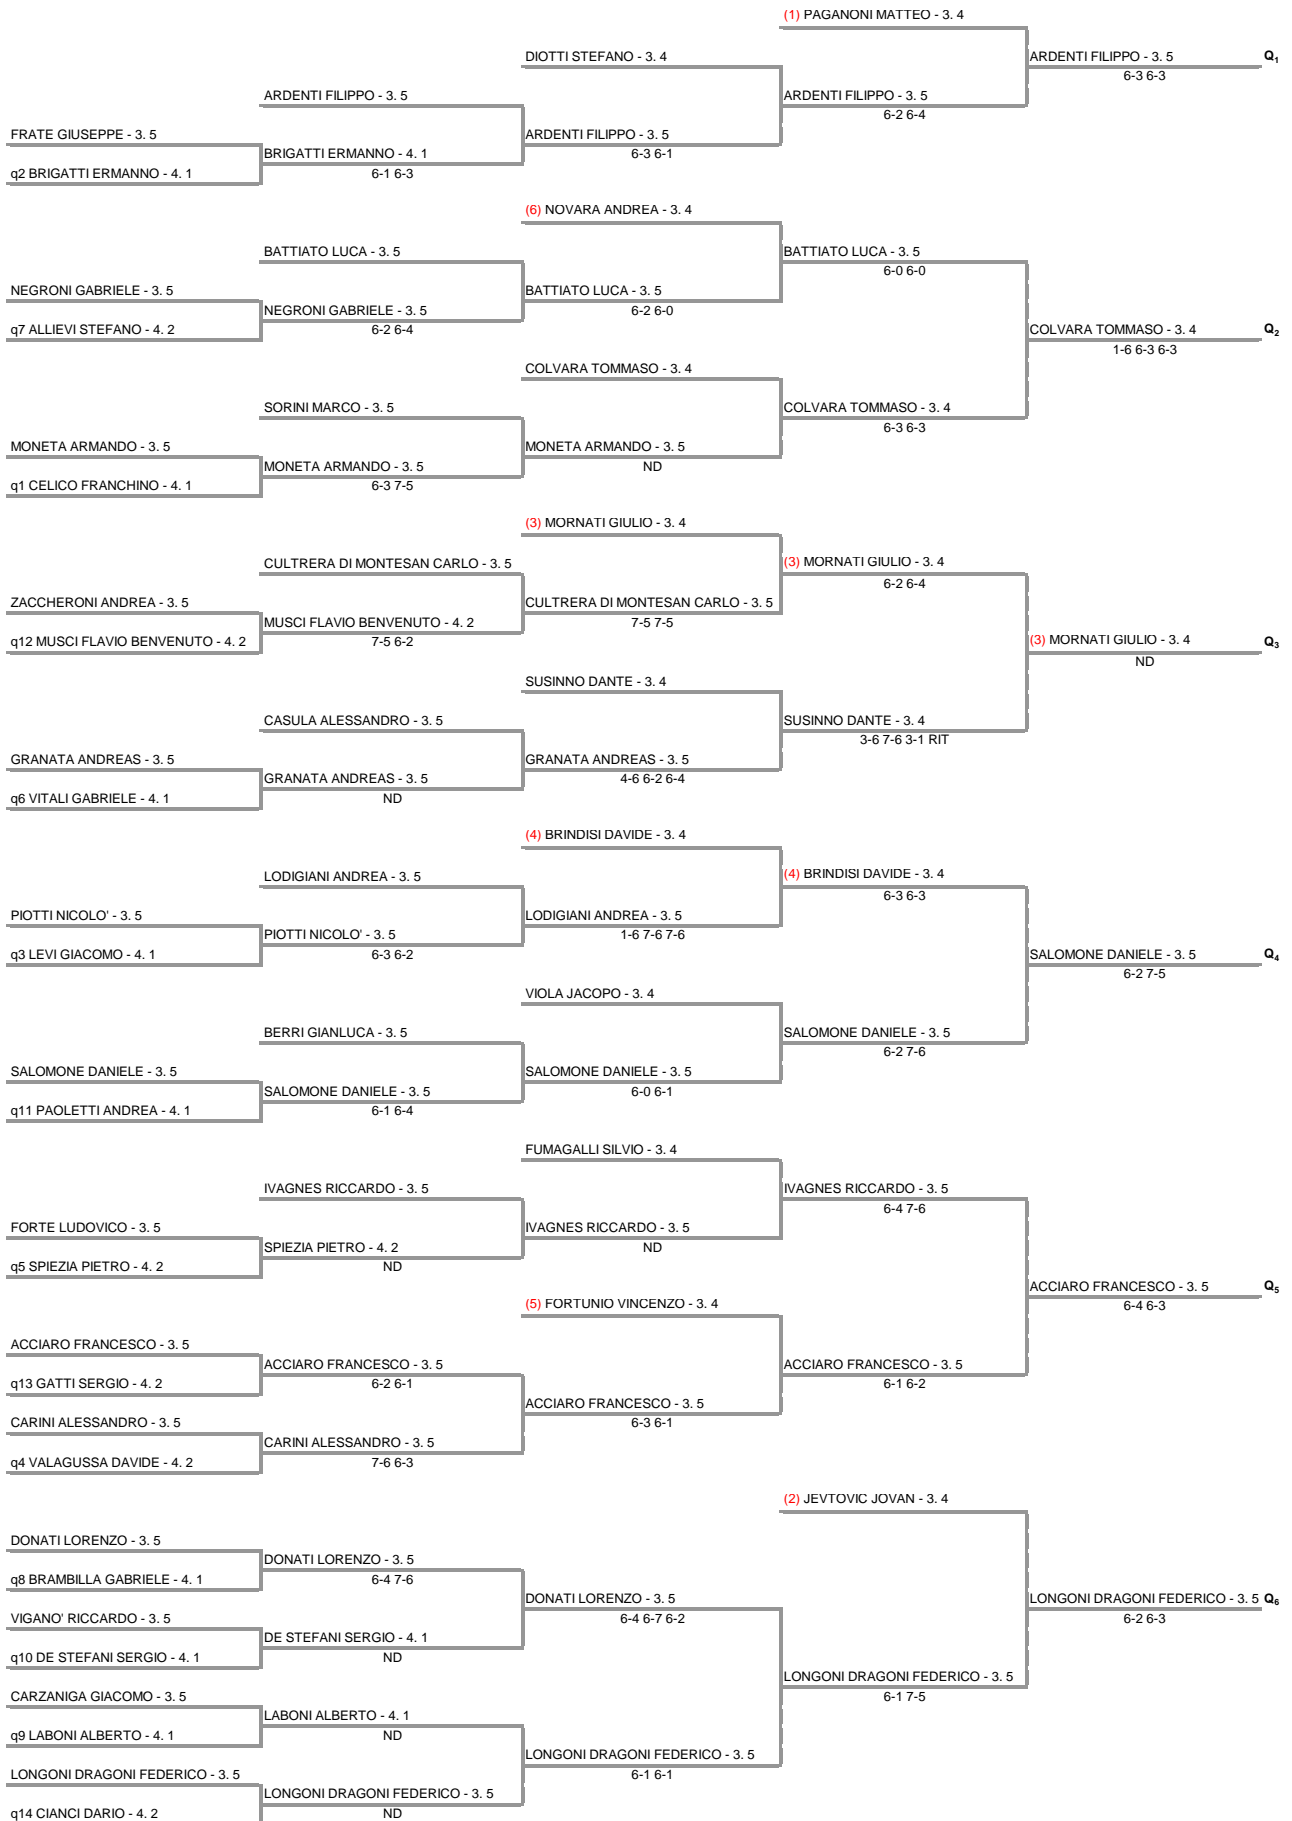 (1) PAGANONI MATTEO - 3. 4
DIOTTI STEFANO - 3. 4
ARDENTI FILIPPO - 3. 5 Q1
6-3 6-3
ARDENTI FILIPPO - 3. 5
ARDENTI FILIPPO - 3. 5
6-2 6-4
FRATE GIUSEPPE - 3. 5
ARDENTI FILIPPO - 3. 5
6-3 6-1
BRIGATTI ERMANNO - 4. 1
6-1 6-3
q2 BRIGATTI ERMANNO - 4. 1
(6) NOVARA ANDREA - 3. 4
BATTIATO LUCA - 3. 5
BATTIATO LUCA - 3. 5
6-0 6-0
NEGRONI GABRIELE - 3. 5
BATTIATO LUCA - 3. 5
6-2 6-0
NEGRONI GABRIELE - 3. 5
6-2 6-4
q7 ALLIEVI STEFANO - 4. 2
COLVARA TOMMASO - 3. 4 Q2
1-6 6-3 6-3
COLVARA TOMMASO - 3. 4
SORINI MARCO - 3. 5
COLVARA TOMMASO - 3. 4
6-3 6-3
MONETA ARMANDO - 3. 5
MONETA ARMANDO - 3. 5
ND
MONETA ARMANDO - 3. 5
6-3 7-5
q1 CELICO FRANCHINO - 4. 1
(3) MORNATI GIULIO - 3. 4
CULTRERA DI MONTESAN CARLO - 3. 5
(3) MORNATI GIULIO - 3. 4
6-2 6-4
ZACCHERONI ANDREA - 3. 5
CULTRERA DI MONTESAN CARLO - 3. 5
7-5 7-5
MUSCI FLAVIO BENVENUTO - 4. 2
7-5 6-2
q12 MUSCI FLAVIO BENVENUTO - 4. 2
(3) MORNATI GIULIO - 3. 4 Q3
ND
SUSINNO DANTE - 3. 4
CASULA ALESSANDRO - 3. 5
SUSINNO DANTE - 3. 4
3-6 7-6 3-1 RIT
GRANATA ANDREAS - 3. 5
GRANATA ANDREAS - 3. 5
4-6 6-2 6-4
GRANATA ANDREAS - 3. 5
ND
q6 VITALI GABRIELE - 4. 1
(4) BRINDISI DAVIDE - 3. 4
LODIGIANI ANDREA - 3. 5
(4) BRINDISI DAVIDE - 3. 4
6-3 6-3
PIOTTI NICOLO' - 3. 5
LODIGIANI ANDREA - 3. 5
1-6 7-6 7-6
PIOTTI NICOLO' - 3. 5
6-3 6-2
q3 LEVI GIACOMO - 4. 1
SALOMONE DANIELE - 3. 5 Q4
6-2 7-5
VIOLA JACOPO - 3. 4
BERRI GIANLUCA - 3. 5
SALOMONE DANIELE - 3. 5
6-2 7-6
SALOMONE DANIELE - 3. 5
SALOMONE DANIELE - 3. 5
6-0 6-1
SALOMONE DANIELE - 3. 5
6-1 6-4
q11 PAOLETTI ANDREA - 4. 1
FUMAGALLI SILVIO - 3. 4
IVAGNES RICCARDO - 3. 5
IVAGNES RICCARDO - 3. 5
6-4 7-6
FORTE LUDOVICO - 3. 5
IVAGNES RICCARDO - 3. 5
ND
SPIEZIA PIETRO - 4. 2
ND
q5 SPIEZIA PIETRO - 4. 2
ACCIARO FRANCESCO - 3. 5 Q5
6-4 6-3
(5) FORTUNIO VINCENZO - 3. 4
ACCIARO FRANCESCO - 3. 5
ACCIARO FRANCESCO - 3. 5
6-2 6-1
ACCIARO FRANCESCO - 3. 5
6-1 6-2
q13 GATTI SERGIO - 4. 2
ACCIARO FRANCESCO - 3. 5
6-3 6-1
CARINI ALESSANDRO - 3. 5
CARINI ALESSANDRO - 3. 5
7-6 6-3
q4 VALAGUSSA DAVIDE - 4. 2
(2) JEVTOVIC JOVAN - 3. 4
DONATI LORENZO - 3. 5
DONATI LORENZO - 3. 5
6-4 7-6
q8 BRAMBILLA GABRIELE - 4. 1
DONATI LORENZO - 3. 5
6-4 6-7 6-2
LONGONI DRAGONI FEDERICO - 3. 5 Q6
6-2 6-3
VIGANO' RICCARDO - 3. 5
DE STEFANI SERGIO - 4. 1
ND
q10 DE STEFANI SERGIO - 4. 1
LONGONI DRAGONI FEDERICO - 3. 5
6-1 7-5
CARZANIGA GIACOMO - 3. 5
LABONI ALBERTO - 4. 1
ND
q9 LABONI ALBERTO - 4. 1
LONGONI DRAGONI FEDERICO - 3. 5
6-1 6-1
LONGONI DRAGONI FEDERICO - 3. 5
LONGONI DRAGONI FEDERICO - 3. 5
ND
q14 CIANCI DARIO - 4. 2